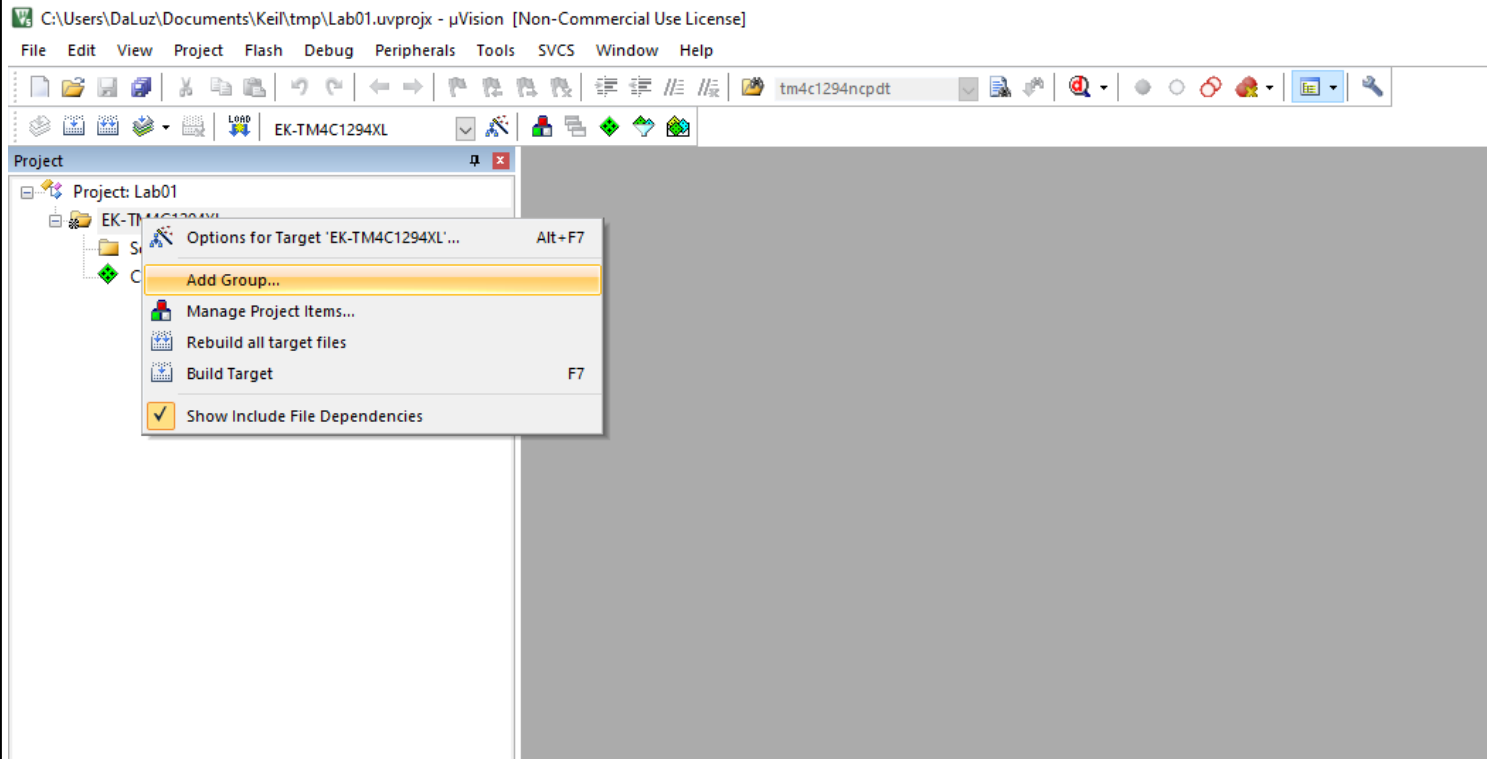 C:\Users\DaLuz\Documents\Keil\tmp\Lab01.uvprojx - µVision [Non-Commercial Use License]
File Edit View Project Flash Debug Peripherals Tools SVCS Window Help
tm4c1294ncpdt
LOAD EK-TM4C1294XL
Project
Project: Lab01
Options for Target 'EK-TM4C1294XL'... Alt+F7
Add Group...
Manage Project Items...
Rebuild all target files
Build Target F7
Show Include File Dependencies